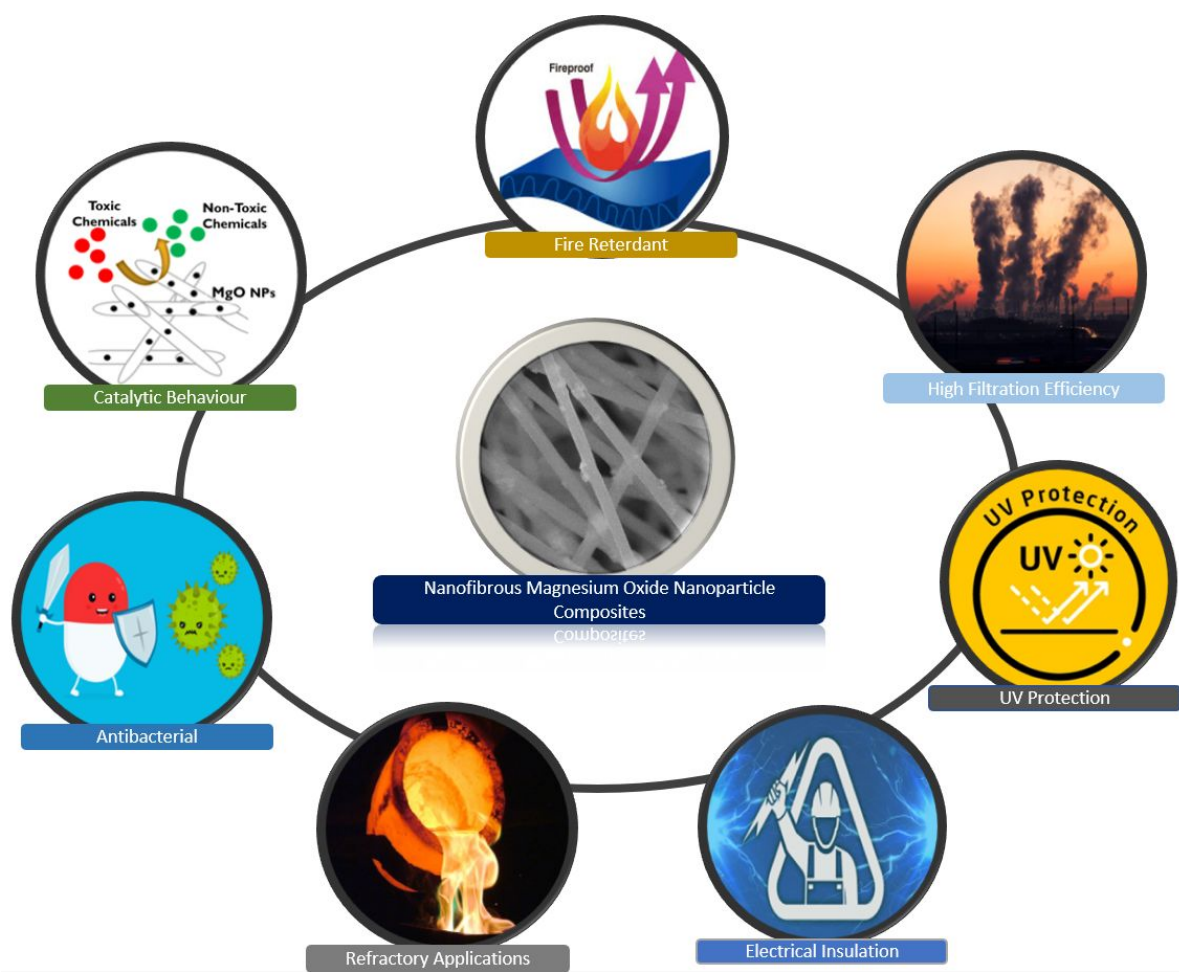 Fireproof
Fire Reterdant
Toxic
Chemicals
Non-Toxic
Chemicals
MgO NPs
Catalytic Behaviour
High Filtration Efficiency
UV Protection
UV
UV Protection
Nanofibrous Magnesium Oxide Nanoparticle
Composites
Antibacterial
Refractory Applications
Electrical Insulation